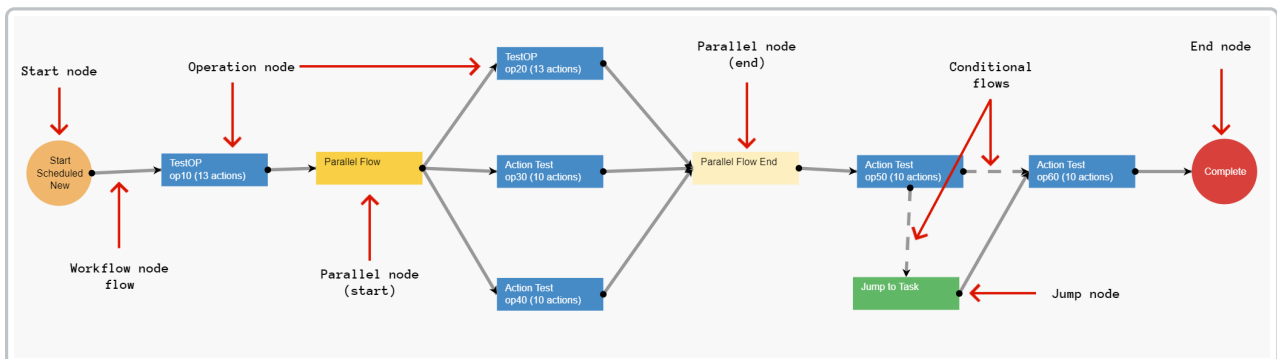 Start node
Operation node
TestOP
op20 (13 actions)
Parallel node
(end)
Conditional
flows
End node
Start
Scheduled
New
TestOP
op10 (13 actions)
Parallel Flow
Action Test
op30 (10 actions)
Parallel Flow End
Action Test
op50 (10 actions)
Action Test
op60 (10 actions)
Complete
Workflow node
flow
Parallel node
(start)
Action Test
op40 (10 actions)
Jump to Task
Jump node